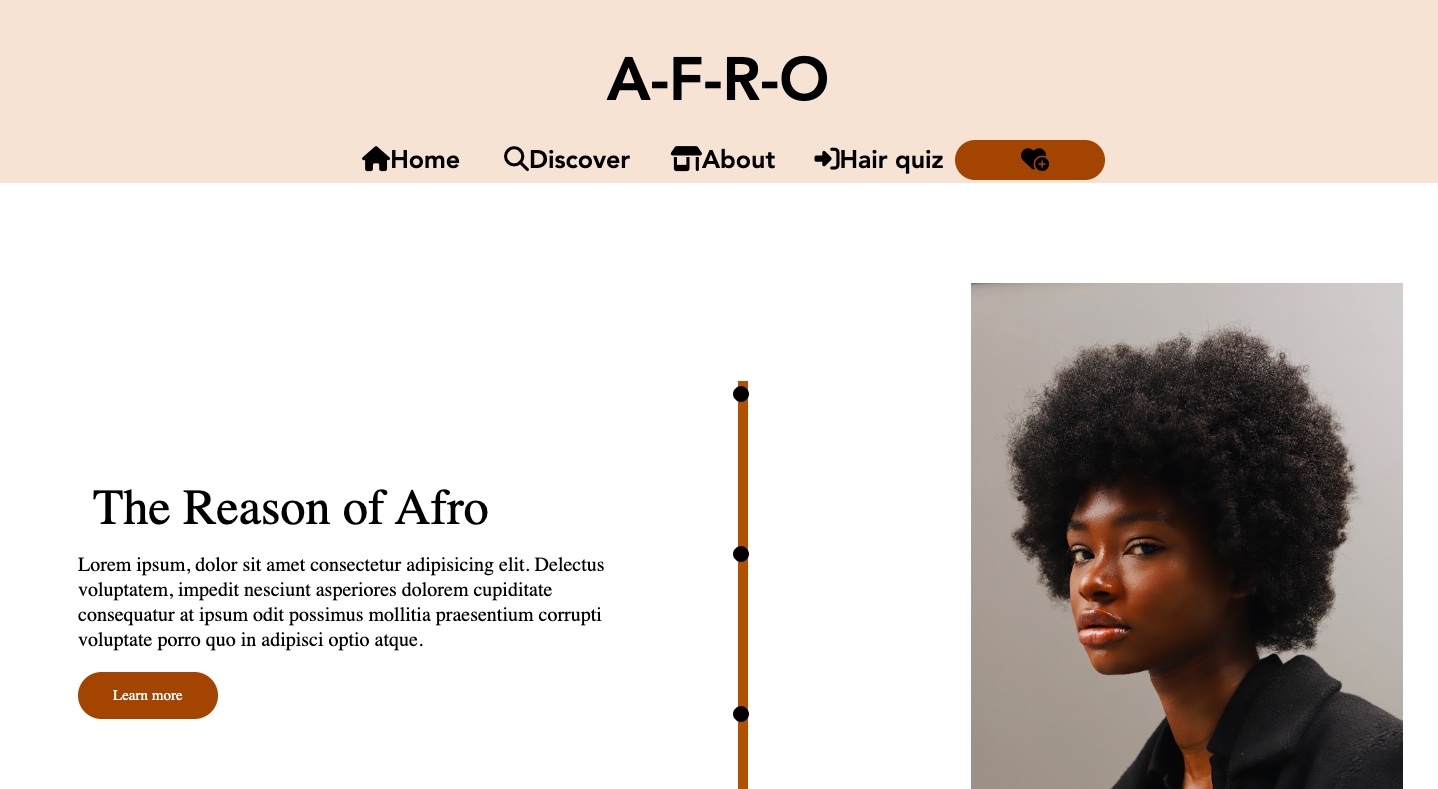 A-F-R-O
Home Discover About Hair quiz
The Reason of Afro
Lorem ipsum, dolor sit amet consectetur adipisicing elit. Delectus
voluptatem, impedit nesciunt asperiores dolorem cupiditate
consequatur at ipsum odit possimus mollitia praesentium corrupti
voluptate porro quo in adipisci optio atque.
Learn more